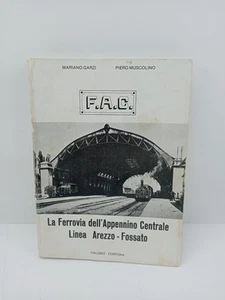 MARIANO GARZI PIERO MUSCOLINO
F.A.C.
La Ferrovia dell'Appennino Centrale
Linea Arezzo - Fossato
CALOSCI - CORTONA